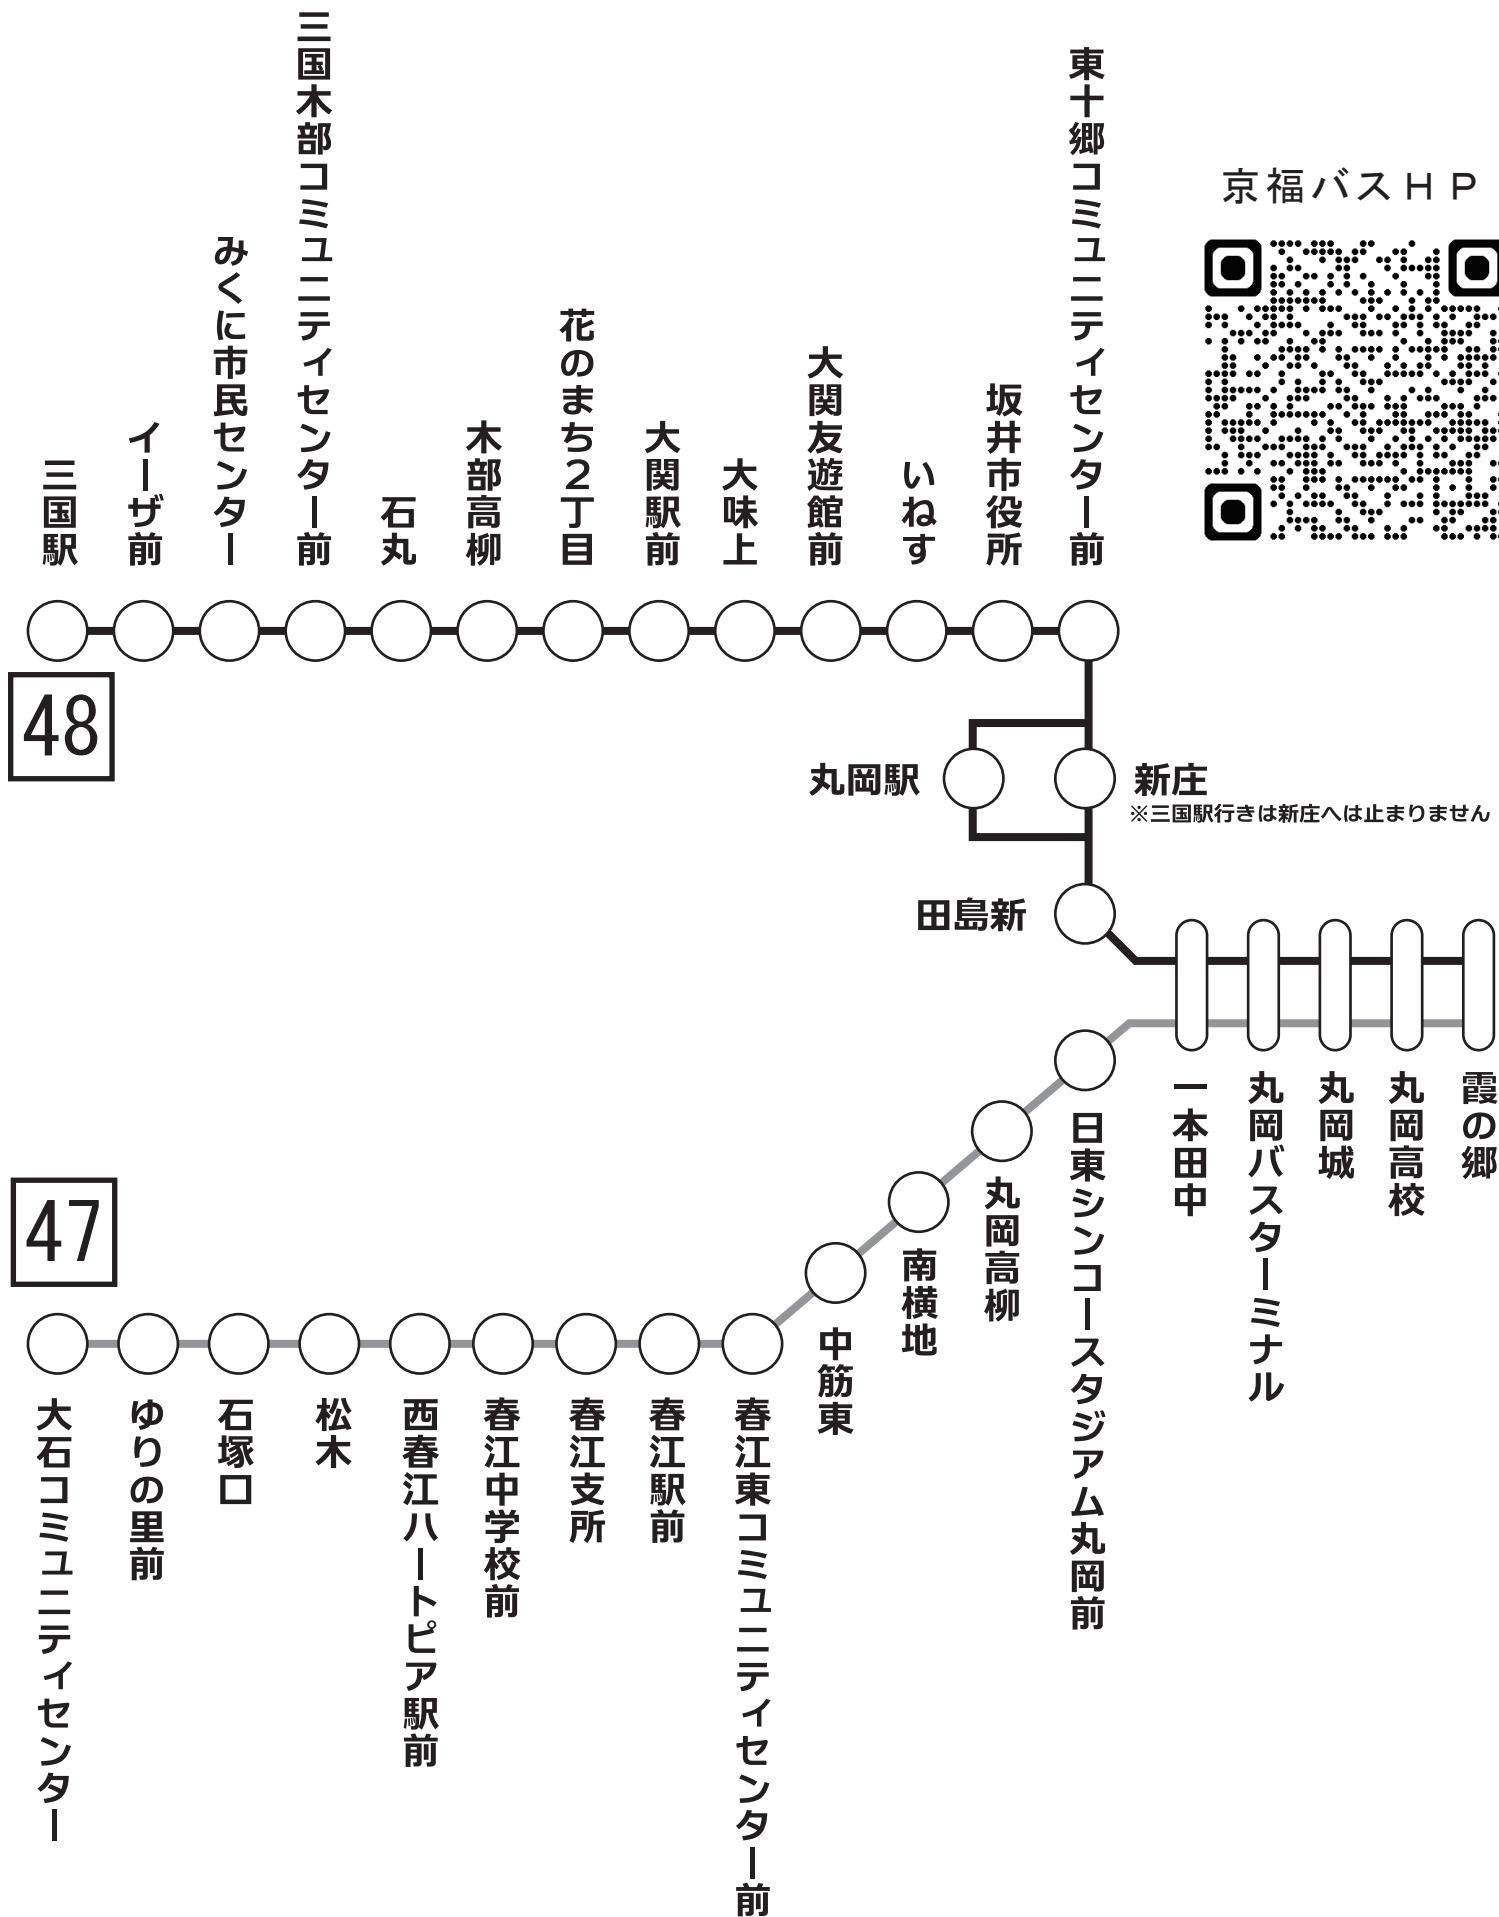 三国駅
イーザ前
みくに市民センター
三国木部コミュニティセンター前
石丸
木部高柳
花のまち2丁目
大関駅前
大味上
大関友遊館前
いねす
坂井市役所
東十郷コミュニティセンター前
京福バスＨＰ
48
丸岡駅
新庄
※三国駅行きは新庄へは止まりません
田島新
一本田中
丸岡バスターミナル
丸岡城
丸岡高校
霞の郷
47
大石コミュニティセンター
ゆりの里前
石塚口
松木
西春江ハートピア駅前
春江中学校前
春江支所
春江駅前
春江東コミュニティセンター前
中筋東
南横地
丸岡高柳
日東シンコースタジアム丸岡前